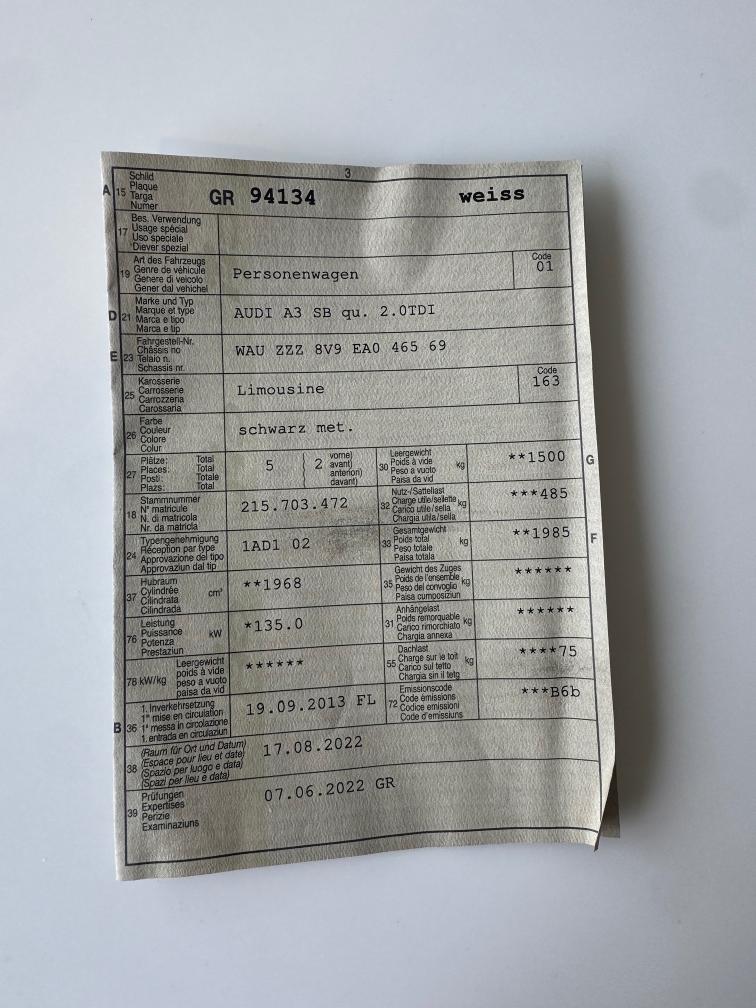 3
A 15 Schild
Plaque
Targa
Numer
GR 94134 weiss
17 Bes. Verwendung
Usage spécial
Uso speciale
Diever spezial
19 Art des Fahrzeugs
Genre de véhicule
Genere di veicolo
Gener dal vehichel
Personenwagen
Code
01
D 21 Marke und Typ
Marque et type
Marca e tipo
Marca e tip
AUDI A3 SB qu. 2.0TDI
E 23 Fahrgestell-Nr.
Châssis no
Telaio n.
Schassis nr.
WAU ZZZ 8V9 EA0 465 69
25 Karosserie
Carrosserie
Carrozzeria
Carossaria
Limousine
Code
163
26 Farbe
Couleur
Colore
Colur
schwarz met.
27 Plätze: Total
Places: Total
Posti: Totale
Plazs: Total
5 2 vorne)
avant)
anteriori)
davant)
30 Leergewicht
Poids à vide
Peso a vuoto
Paisa da vid
kg **1500 G
18 Stammnummer
N° matricule
N. di matricola
Nr. da matricla
215.703.472
32 Nutz-/Sattellast
Charge utile/sellette
Carico utile/sella
Chargia utila/sella
kg ***485
24 Typengenehmigung
Réception par type
Approvazione del tipo
Approvaziun dal tip
1AD1 02
33 Gesamtgewicht
Poids total
Peso totale
Paisa totala
kg **1985 F
37 Hubraum
Cylindrée
Cilindrata
Cilindrada
cm³ **1968
35 Gewicht des Zuges
Poids de l'ensemble
Peso del convoglio
Paisa cumposiziun
kg ******
76 Leistung
Puissance
Potenza
Prestaziun
kW *135.0
31 Anhängelast
Poids remorquable
Carico rimorchiato
Chargia annexa
kg ******
78 kW/kg Leergewicht
poids à vide
peso a vuoto
paisa da vid
******
55 Dachlast
Charge sur le toit
Carico sul tetto
Chargia sin il tetg
kg ****75
B 36 1. Inverkehrsetzung
1re mise en circulation
1a messa in circolazione
1. entrada en circulaziun
19.09.2013 FL
72 Emissionscode
Code émissions
Codice emissioni
Code d'emissiuns
***B6b
38 (Raum für Ort und Datum)
(Espace pour lieu et date)
(Spazio per luogo e data)
(Spazi per lieu e data)
17.08.2022
39 Prüfungen
Expertises
Perizie
Examinaziuns
07.06.2022 GR